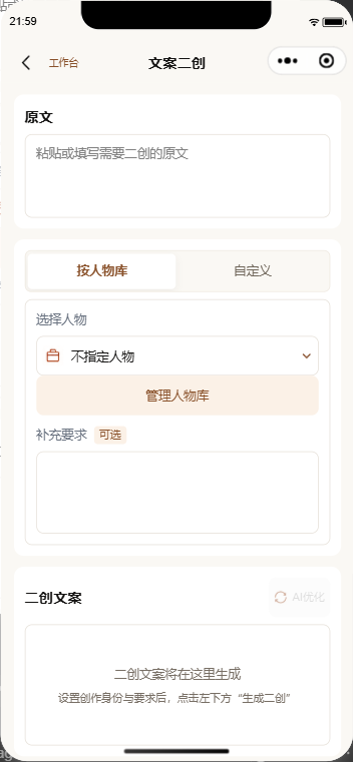 21:59
工作台
文案二创
原文
粘贴或填写需要二创的原文
按人物库
自定义
选择人物
不指定人物
管理人物库
补充要求 可选
二创文案
AI优化
二创文案将在这里生成
设置创作身份与要求后，点击左下方“生成二创”